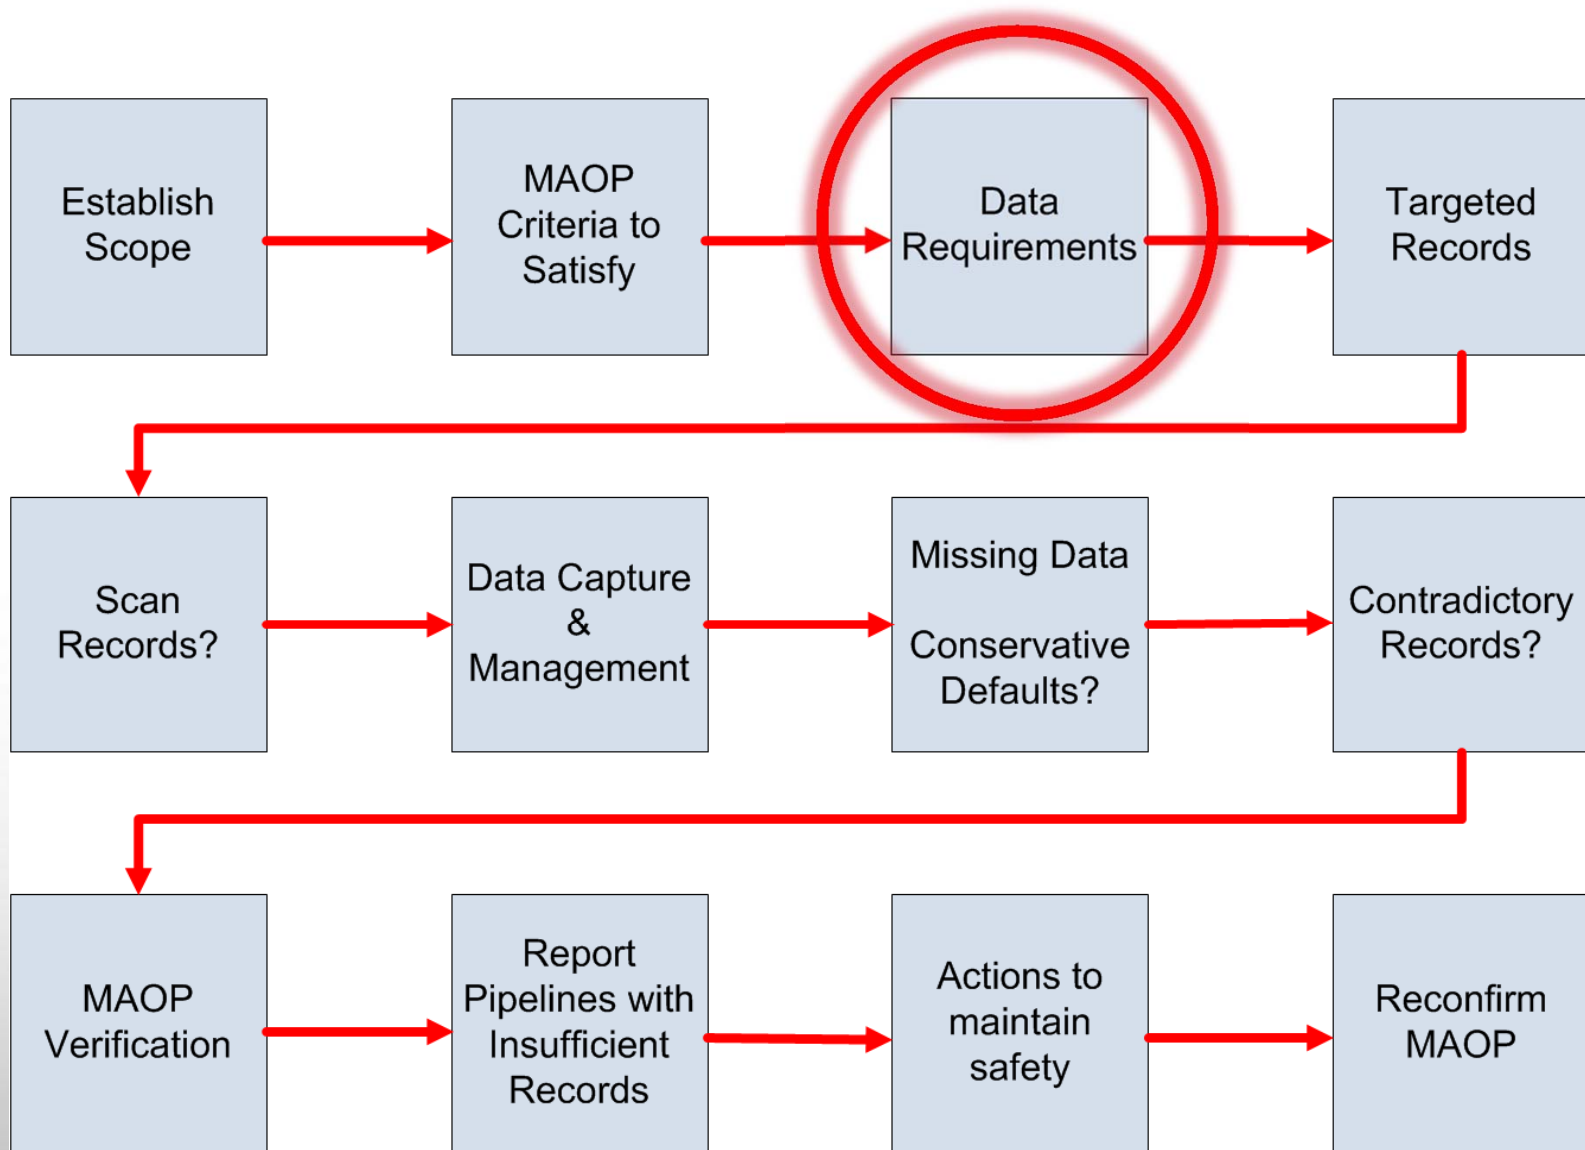 Establish
Scope
MAOP
Criteria to
Satisfy
Data
Requirements
Targeted
Records
Scan
Records?
Data Capture
&
Management
Missing Data
Conservative
Defaults?
Contradictory
Records?
MAOP
Verification
Report
Pipelines with
Insufficient
Records
Actions to
maintain
safety
Reconfirm
MAOP